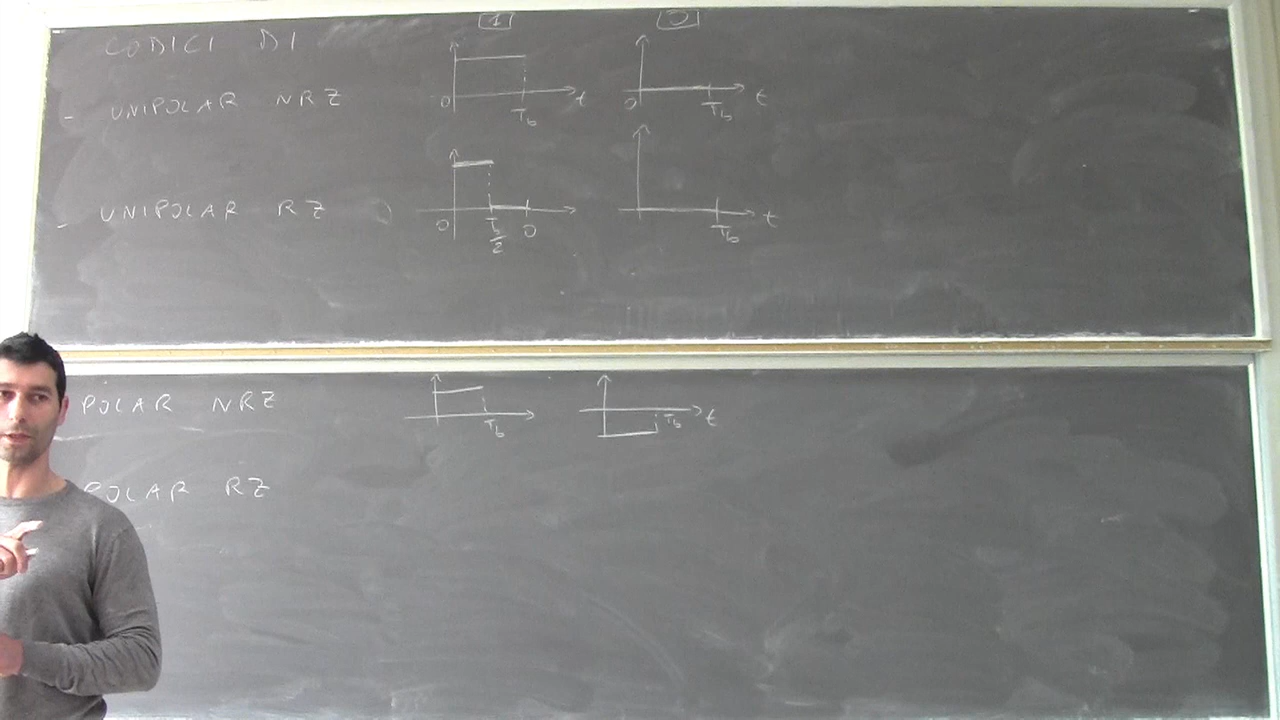 1 0
CODICI DI
- UNIPOLAR NRZ
0 Tb t 0 Tb t
- UNIPOLAR RZ
0 Tb/2 0 Tb t
POLAR NRZ
Tb Tb t
POLAR RZ